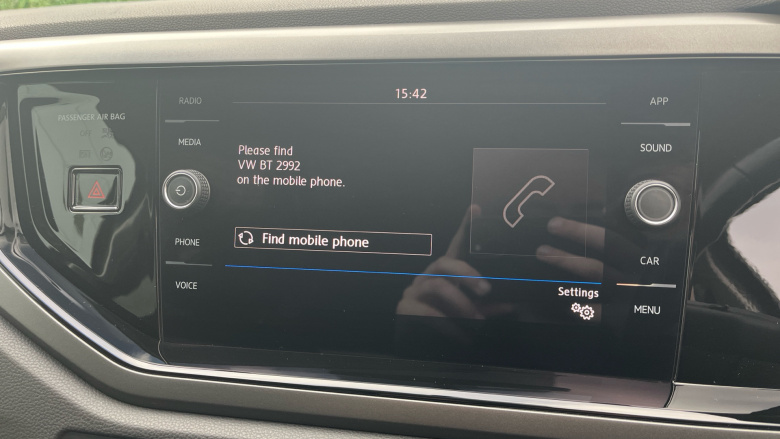 15:42
RADIO
APP
PASSENGER AIR BAG
MEDIA
SOUND
Please find
VW BT 2992
on the mobile phone.
Find mobile phone
PHONE
CAR
VOICE
Settings
MENU